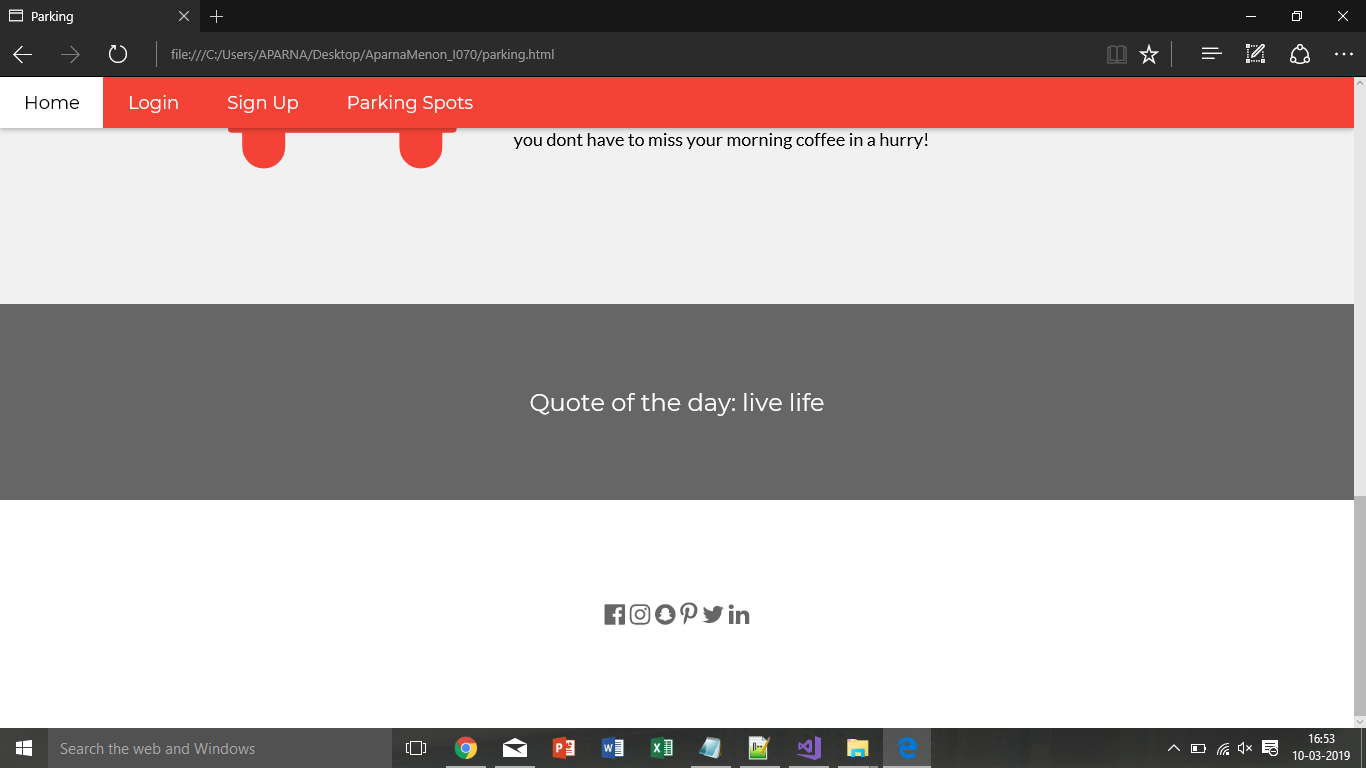 Parking
file:///C:/Users/APARNA/Desktop/AparnaMenon_I070/parking.html
Home Login Sign Up Parking Spots
you dont have to miss your morning coffee in a hurry!
Quote of the day: live life
Search the web and Windows
16:53
10-03-2019